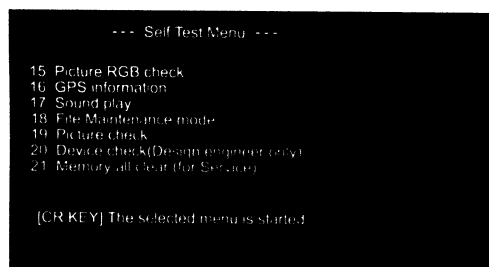 --- Self Test Menu ---
15 Picture RGB check
16 GPS information
17 Sound play
18 File Maintenance mode
19 Picture check
20 Device check(Design engineer only)
21 Memory all clear (for Service)
[CR KEY] The selected menu is started